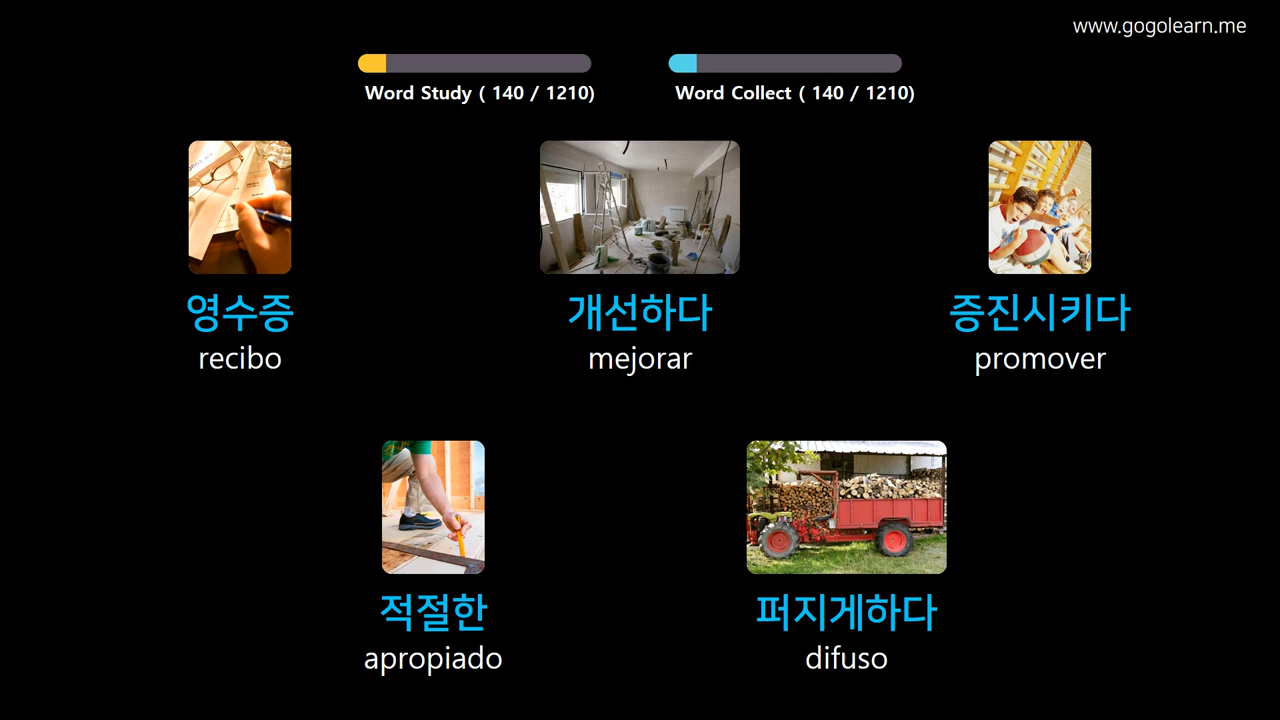 www.gogolearn.me
Word Study ( 140 / 1210)
Word Collect ( 140 / 1210)
영수증
recibo
개선하다
mejorar
증진시키다
promover
적절한
apropiado
퍼지게하다
difuso